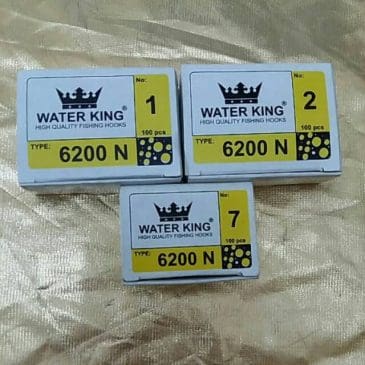 No:
1
WATER KING®
HIGH QUALITY FISHING HOOKS
100 pcs
TYPE:
6200 N
No:
2
WATER KING®
HIGH QUALITY FISHING HOOKS
100 pcs
TYPE:
6200 N
No:
7
WATER KING®
HIGH QUALITY FISHING HOOKS
100 pcs
TYPE:
6200 N